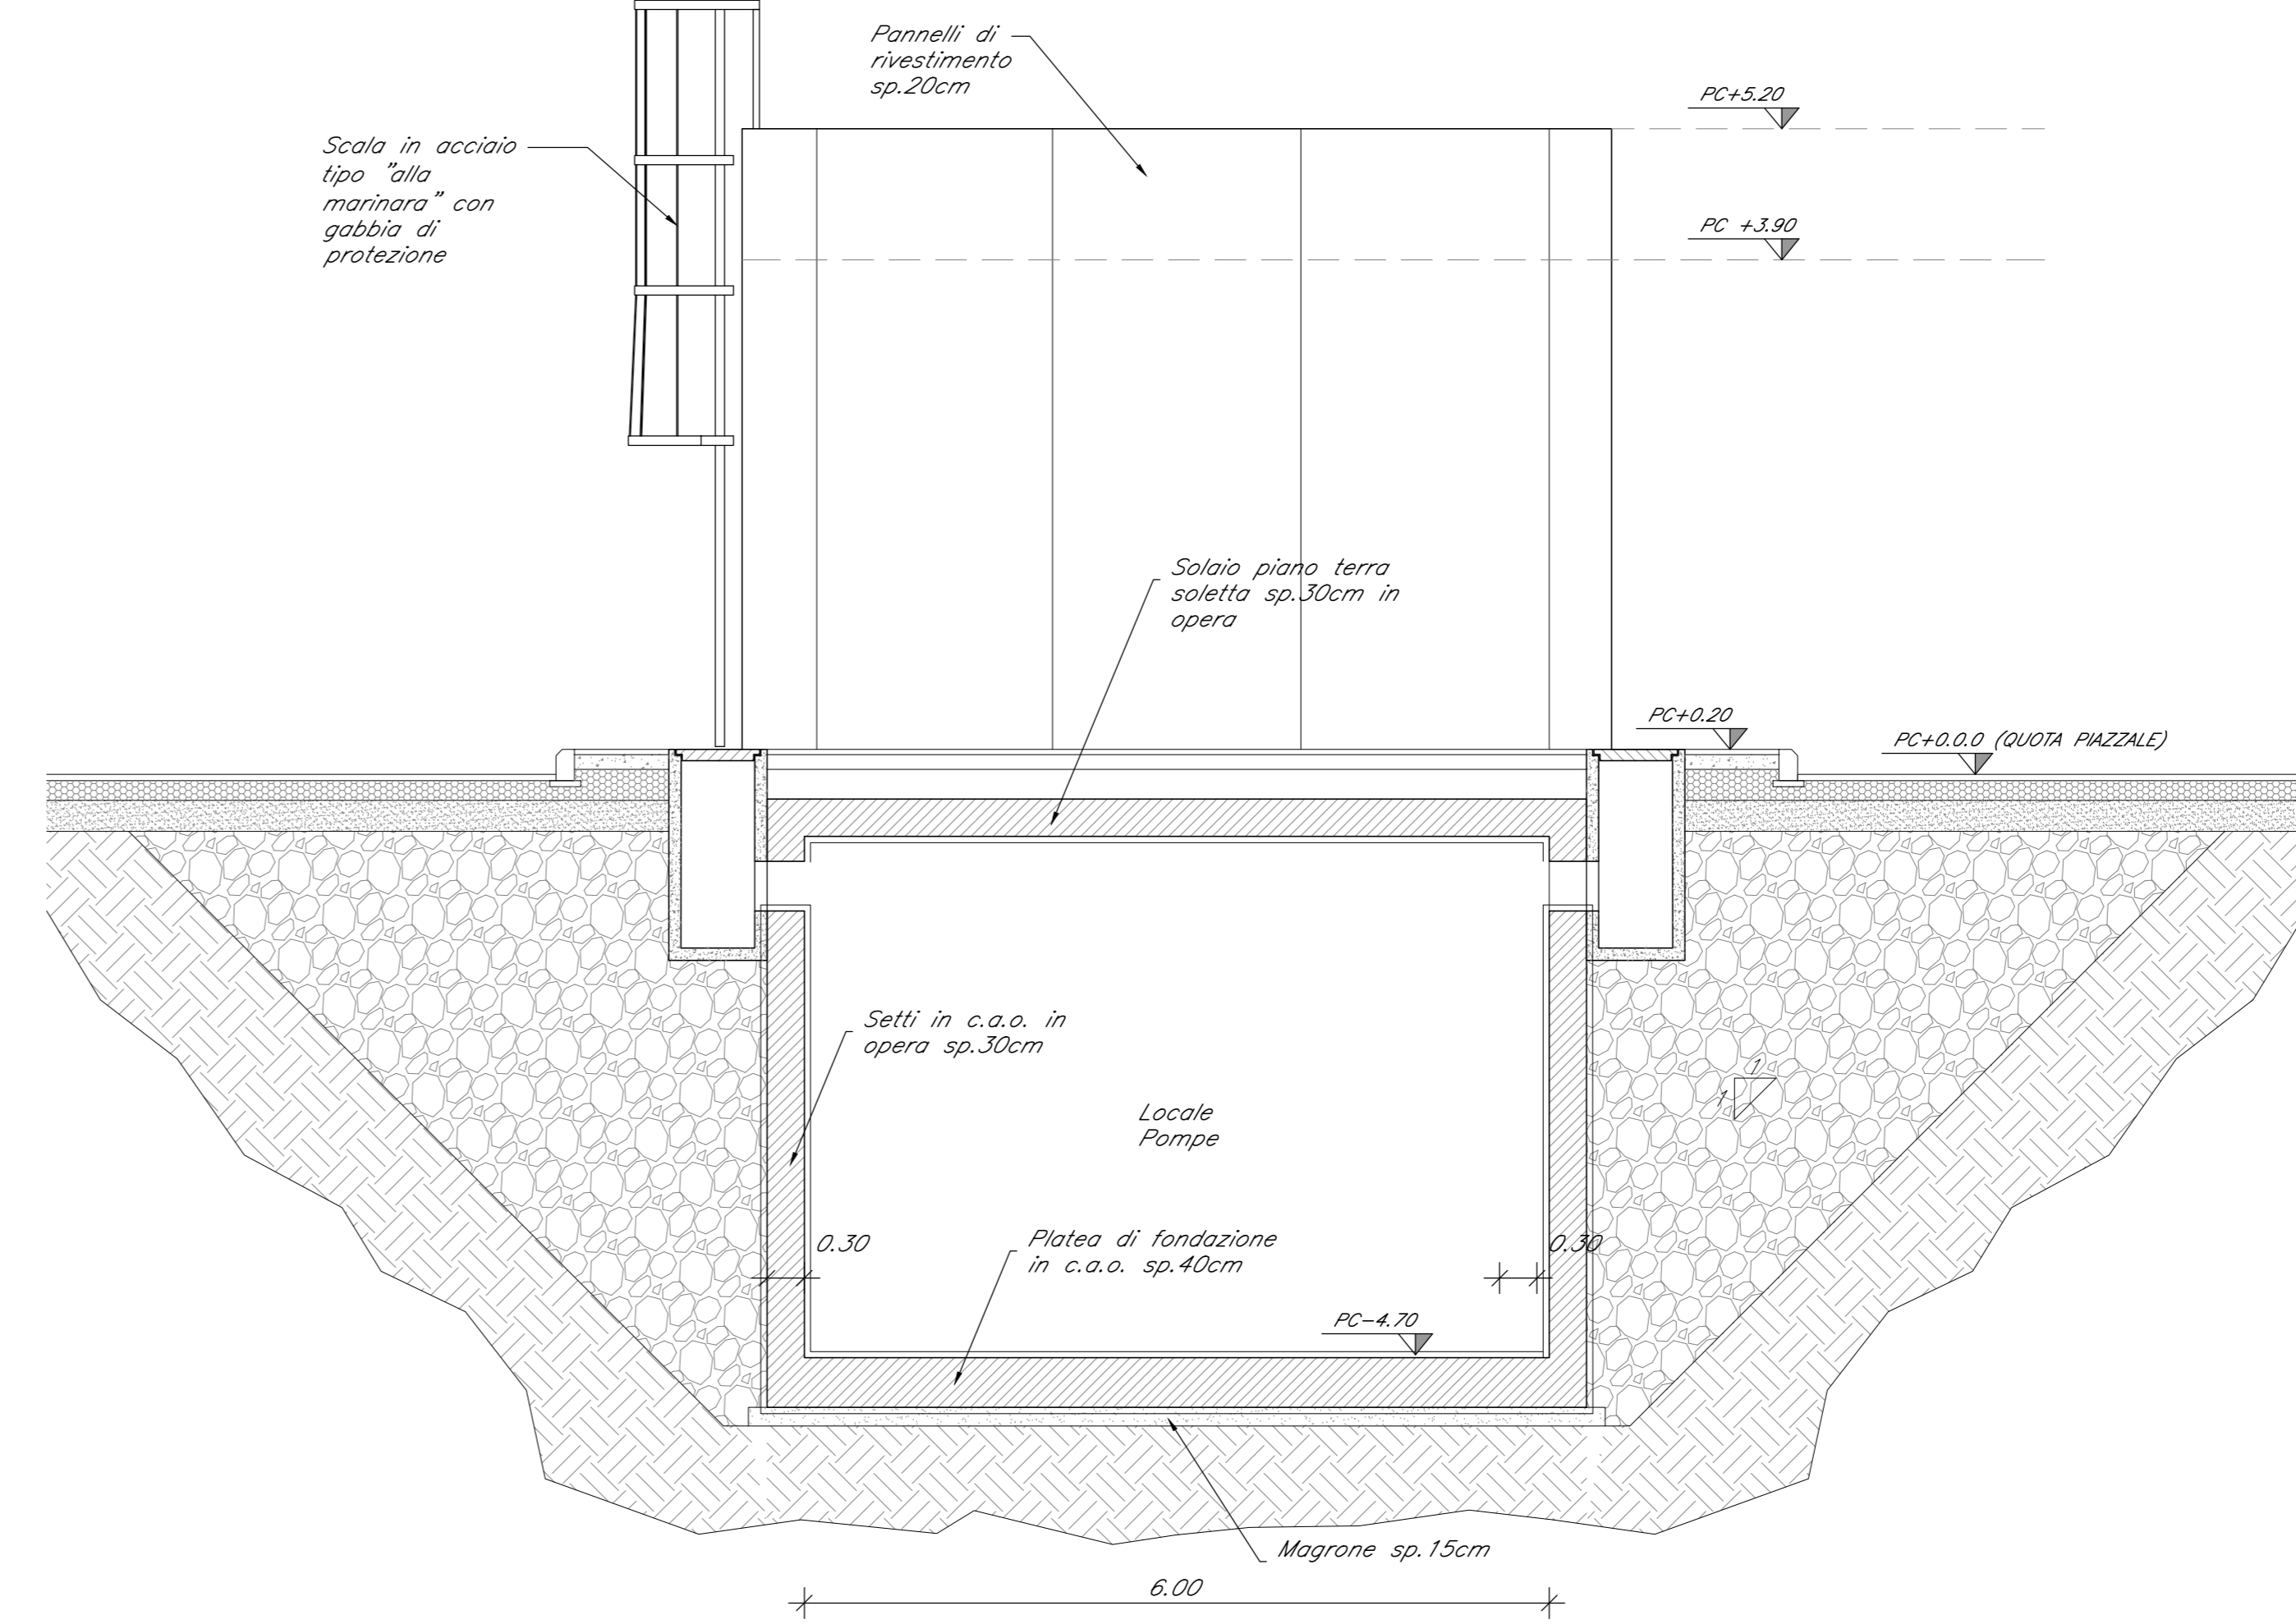 Pannelli di
rivestimento
sp.20cm
PC+5.20
Scala in acciaio
tipo "alla
marinara" con
gabbia di
protezione
PC +3.90
Solaio piano terra
soletta sp.30cm in
opera
PC+0.20
PC+0.0.0 (QUOTA PIAZZALE)
Setti in c.a.o. in
opera sp.30cm
1
1
Locale
Pompe
0.30
Platea di fondazione
in c.a.o. sp.40cm
0.30
PC-4.70
Magrone sp.15cm
6.00